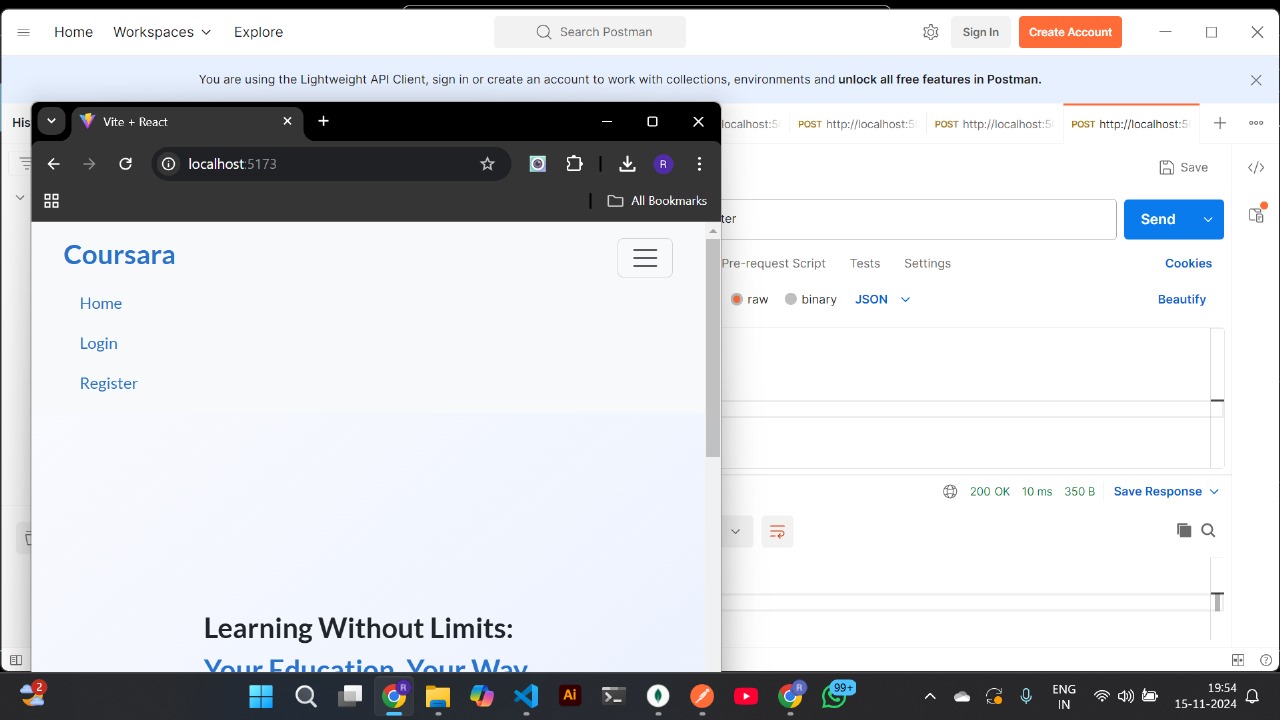 Home Workspaces Explore Search Postman Sign In Create Account
You are using the Lightweight API Client, sign in or create an account to work with collections, environments and unlock all free features in Postman.
His
Vite + React
localhost:5 POST http://localhost:5 POST http://localhost:5 POST http://localhost:5
localhost:5173
Save
All Bookmarks
ter
Send
Coursara
Pre-request Script Tests Settings Cookies
raw binary JSON Beautify
Home
Login
Register
200 OK 10 ms 350 B Save Response
Learning Without Limits:
Your Education, Your Way
2
R
Ai
R
99+
ENG
IN
19:54
15-11-2024